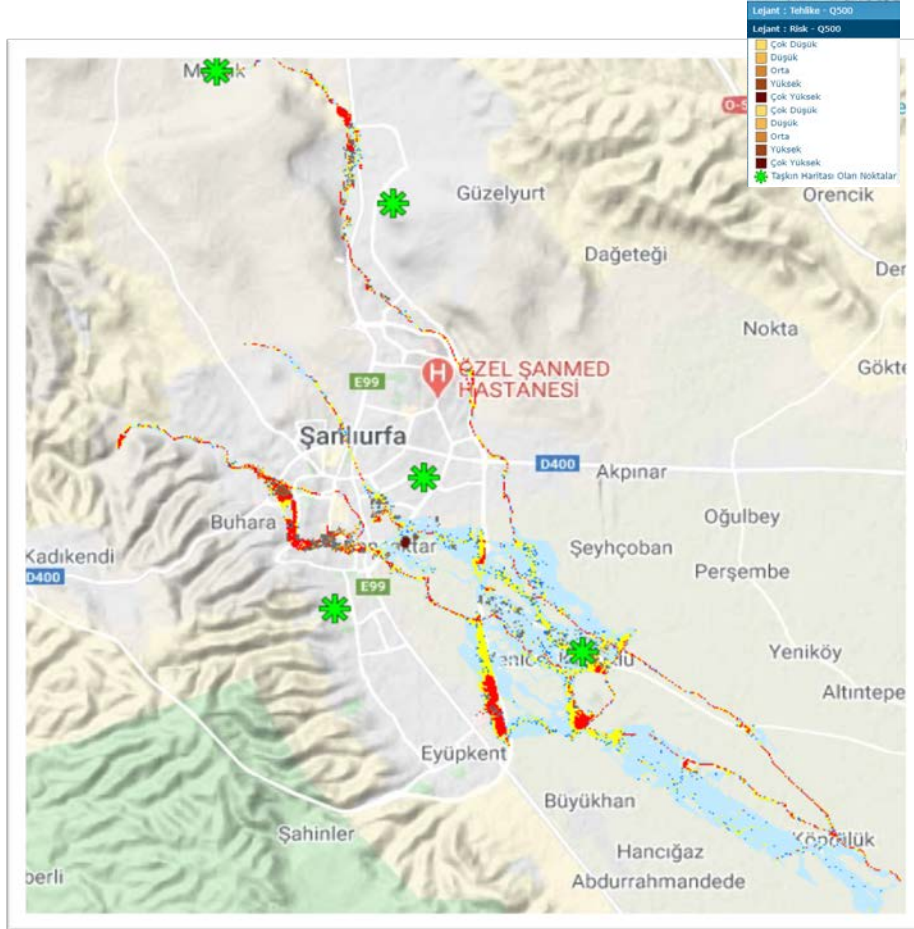 Lejant : Tehlike - Q500
Lejant : Risk - Q500
Çok Düşük
Düşük
Orta
Yüksek
Çok Yüksek
Çok Düşük
Düşük
Orta
Yüksek
Çok Yüksek
Taşkın Haritası Olan Noktalar
O-5
Güzelyurt
Örencik
Dağeteği
Der
Nokta
Gökte
E99
H
ÖZEL ŞANMED
HASTANESİ
Şanlıurfa
D400
Akpınar
Buhara
Oğulbey
Kadıkendi
D400
Şeyhçoban
Perşembe
E99
Yeniköy
Altıntepe
Eyüpkent
Büyükhan
Şahinler
Köprülük
Hancığaz
Abdurrahmandede
berli